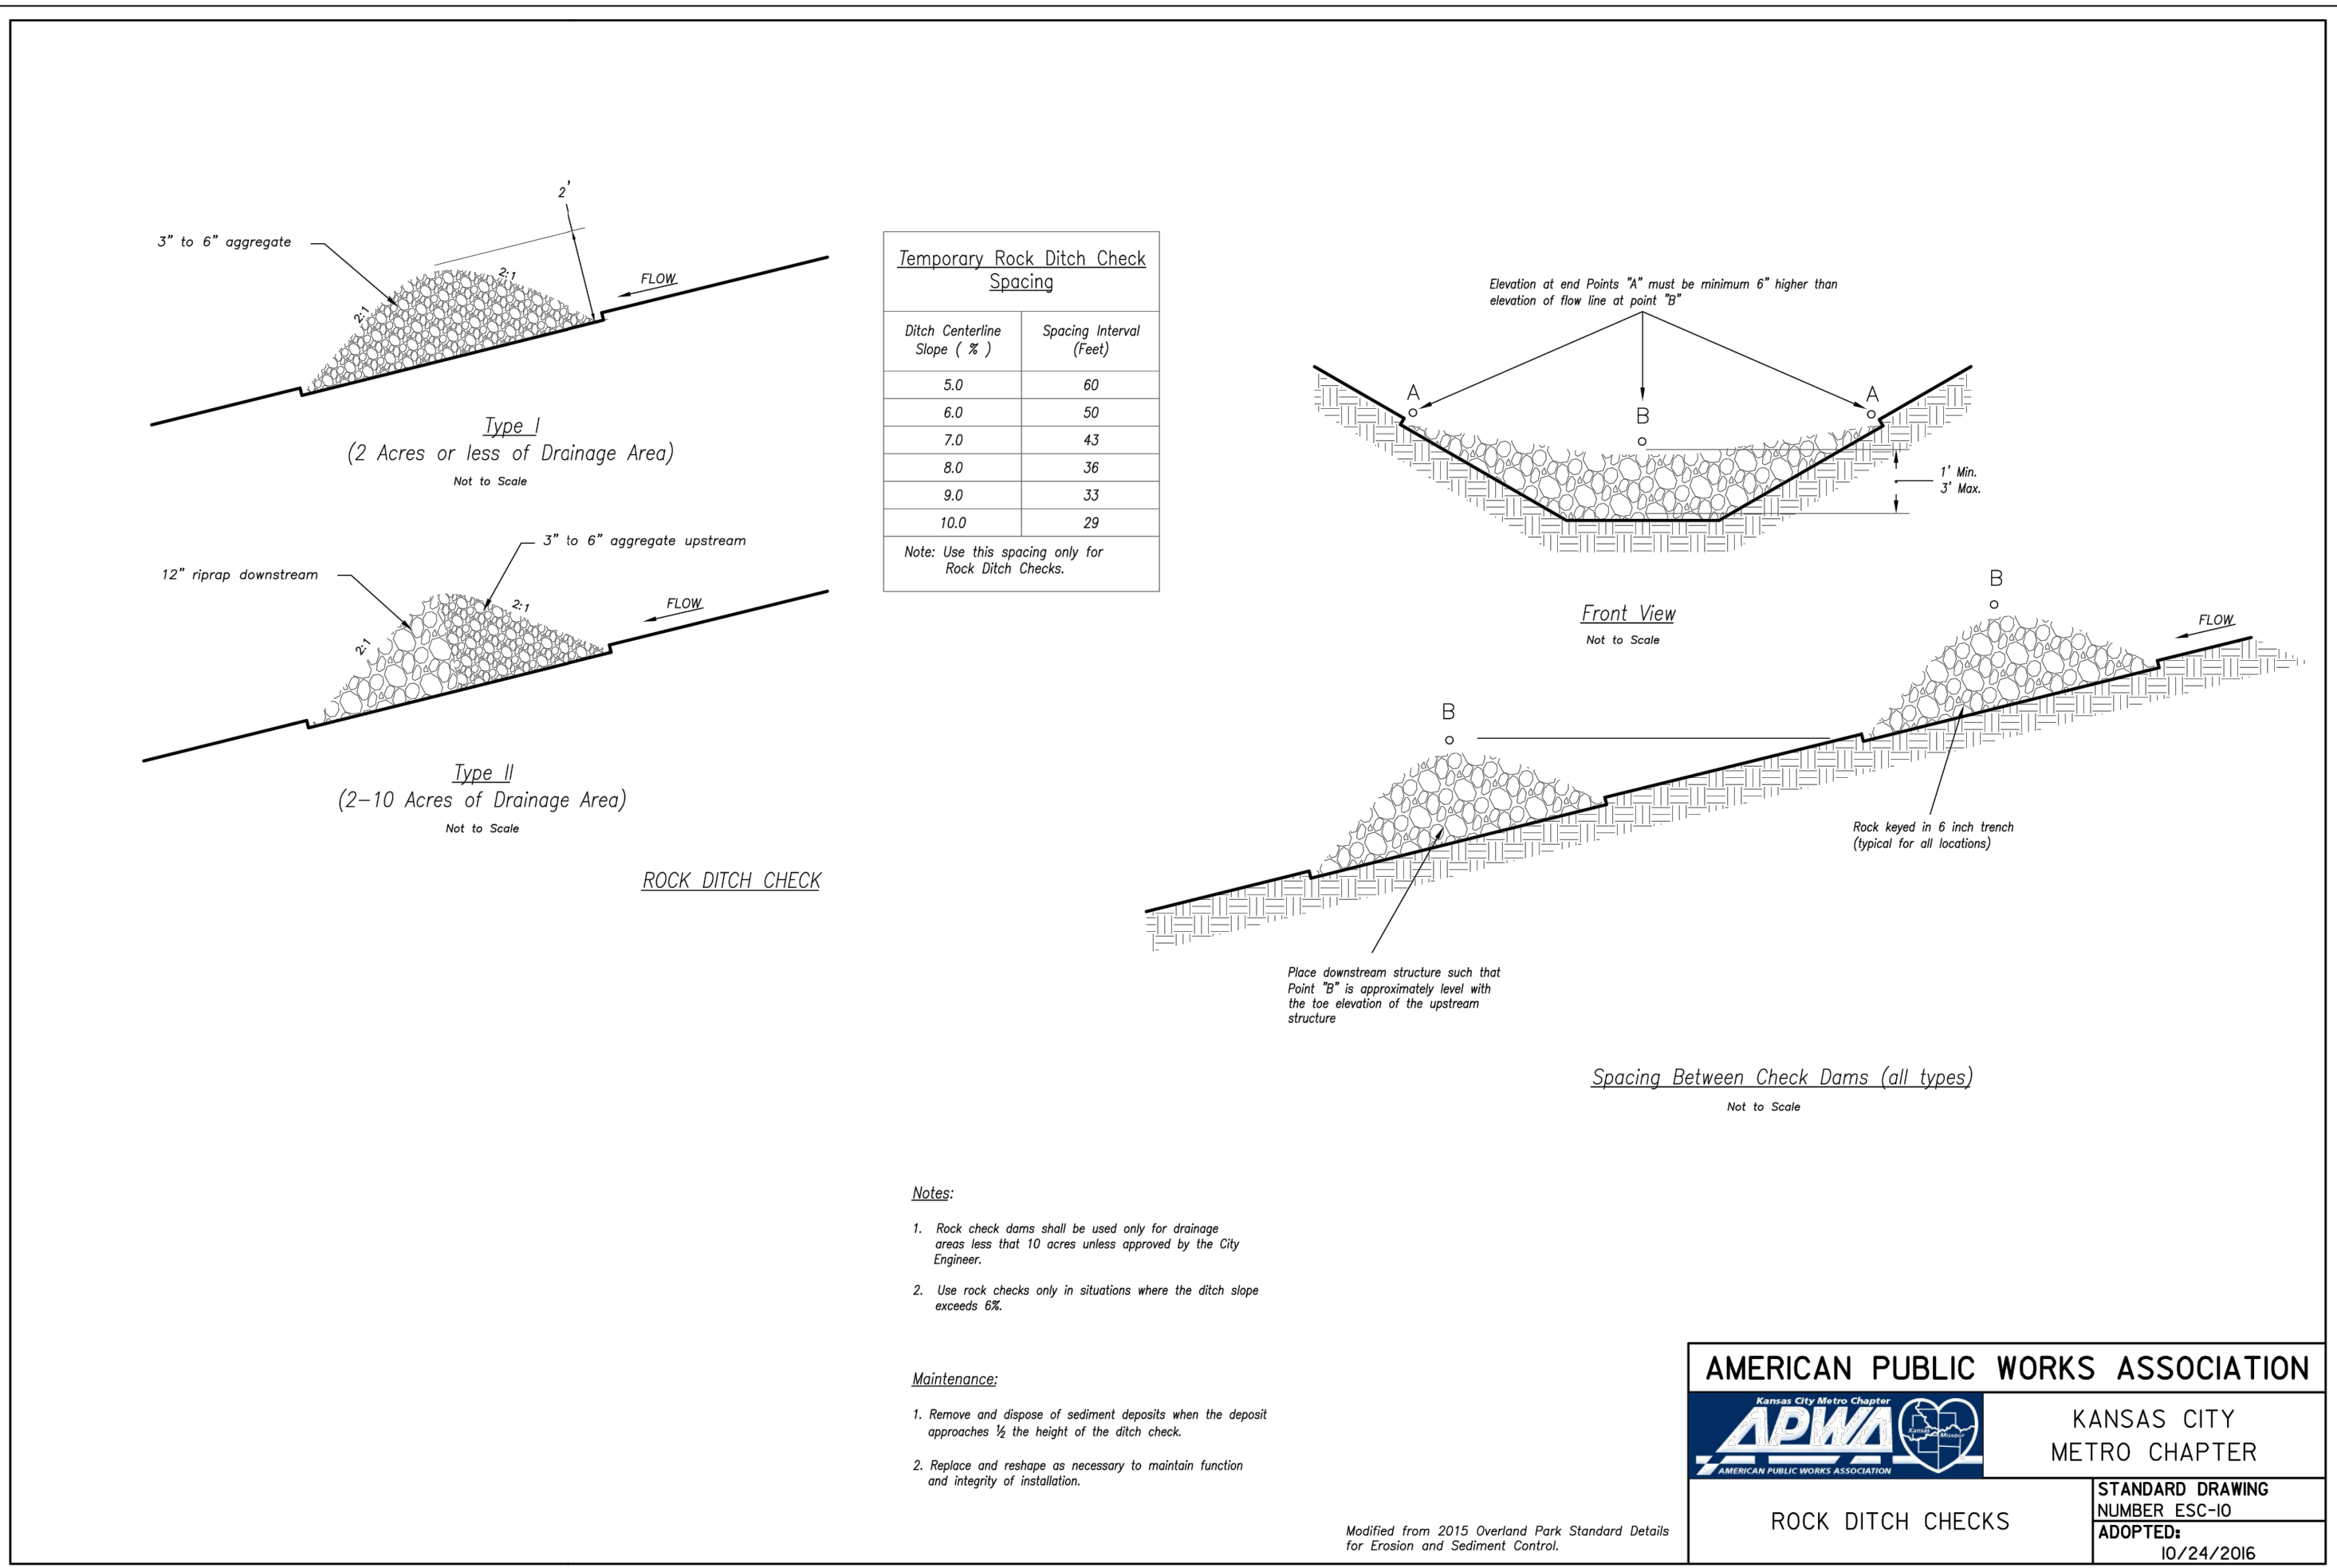 2'
3" to 6" aggregate
2:1
2:1
FLOW
Type I
(2 Acres or less of Drainage Area)
Not to Scale
3" to 6" aggregate upstream
12" riprap downstream
2:1
2:1
FLOW
Type II
(2-10 Acres of Drainage Area)
Not to Scale
ROCK DITCH CHECK
Temporary Rock Ditch Check
Spacing
Ditch Centerline
Slope ( % )
Spacing Interval
(Feet)
5.0 60
6.0 50
7.0 43
8.0 36
9.0 33
10.0 29
Note: Use this spacing only for
Rock Ditch Checks.
Elevation at end Points "A" must be minimum 6" higher than
elevation of flow line at point "B"
A
B
A
1' Min.
3' Max.
Front View
Not to Scale
B
FLOW
B
Rock keyed in 6 inch trench
(typical for all locations)
Place downstream structure such that
Point "B" is approximately level with
the toe elevation of the upstream
structure
Spacing Between Check Dams (all types)
Not to Scale
Notes:
1. Rock check dams shall be used only for drainage
areas less that 10 acres unless approved by the City
Engineer.
2. Use rock checks only in situations where the ditch slope
exceeds 6%.
Maintenance:
1. Remove and dispose of sediment deposits when the deposit
approaches ½ the height of the ditch check.
2. Replace and reshape as necessary to maintain function
and integrity of installation.
Modified from 2015 Overland Park Standard Details
for Erosion and Sediment Control.
AMERICAN PUBLIC WORKS ASSOCIATION
Kansas City Metro Chapter
APWA
Kansas
Missouri
AMERICAN PUBLIC WORKS ASSOCIATION
KANSAS CITY
METRO CHAPTER
ROCK DITCH CHECKS
STANDARD DRAWING
NUMBER ESC-10
ADOPTED:
10/24/2016